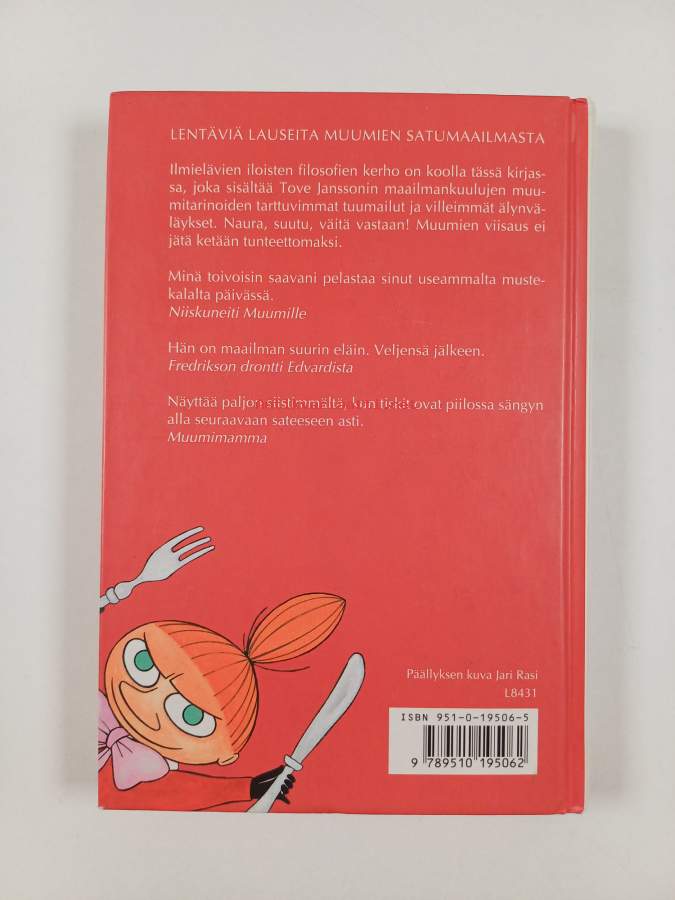 LENTÄVIÄ LAUSEITA MUUMIEN SATUMAAILMASTA
Ilmielävien iloisten filosofien kerho on koolla tässä kirjas-
sa, joka sisältää Tove Janssonin maailmankuulujen muu-
mitarinoiden tarttuvimmat tuumailut ja villeimmät älynvä-
läykset. Naura, suutu, väitä vastaan! Muumien viisaus ei
jätä ketään tunteettomaksi.
Minä toivoisin saavani pelastaa sinut useammalta muste-
kalalta päivässä.
Niiskuneiti Muumille
Hän on maailman suurin eläin. Veljensä jälkeen.
Fredrikson drontti Edvardista
Näyttää paljon siistimmältä, kun tiskit ovat piilossa sängyn
alla seuraavaan sateeseen asti.
Muumimamma
Päällyksen kuva Jari Rasi
L8431
ISBN 951-0-19506-5
9 789510 195062